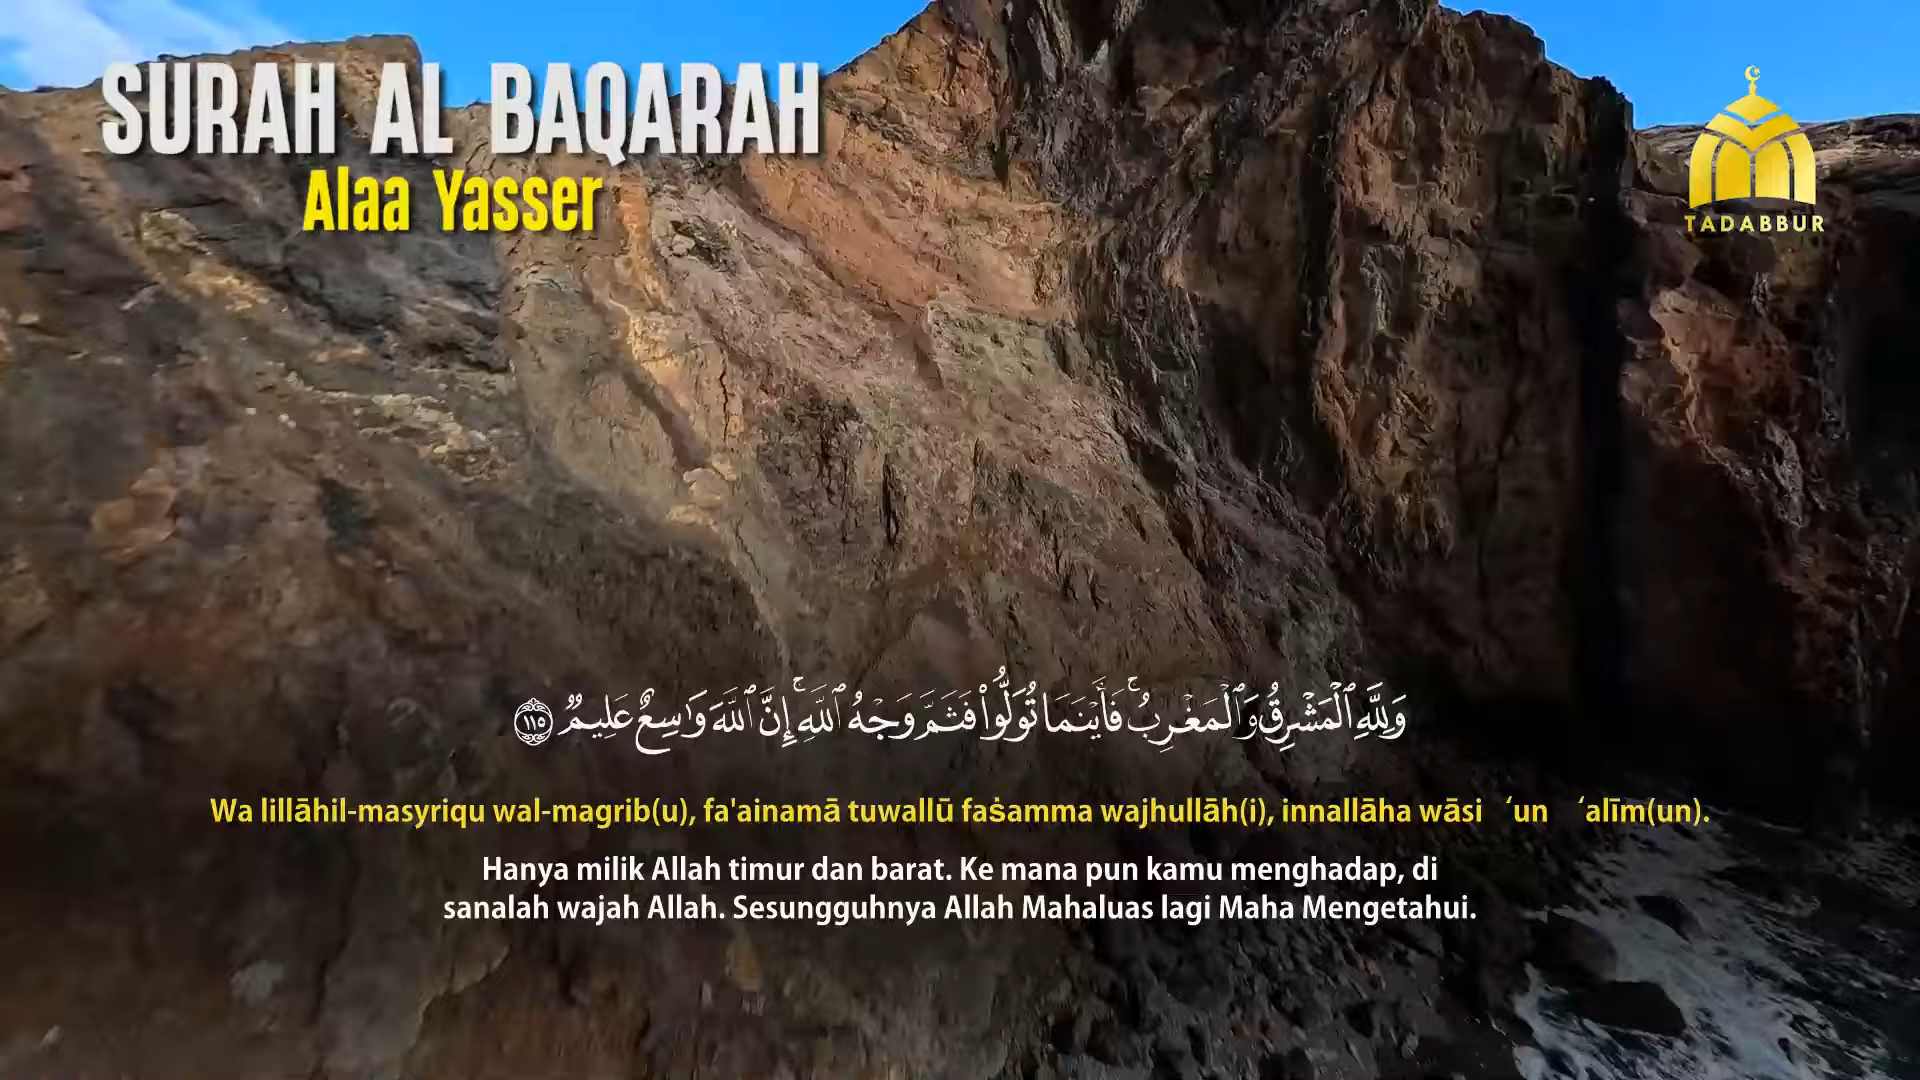 SURAH AL BAQARAH
Alaa Yasser
TADABBUR
وَلِلَّهِ ٱلْمَشْرِقُ وَٱلْمَغْرِبُ ۚ فَأَيْنَمَا تُوَلُّوا۟ فَثَمَّ وَجْهُ ٱللَّهِ ۚ إِنَّ ٱللَّهَ وَٰسِعٌ عَلِيمٌ ١١٥
Wa lillāhil-masyriqu wal-magrib(u), fa'ainamā tuwallū faṡamma wajhullāh(i), innallāha wāsi ‘un ‘alīm(un).
Hanya milik Allah timur dan barat. Ke mana pun kamu menghadap, di
sanalah wajah Allah. Sesungguhnya Allah Mahaluas lagi Maha Mengetahui.